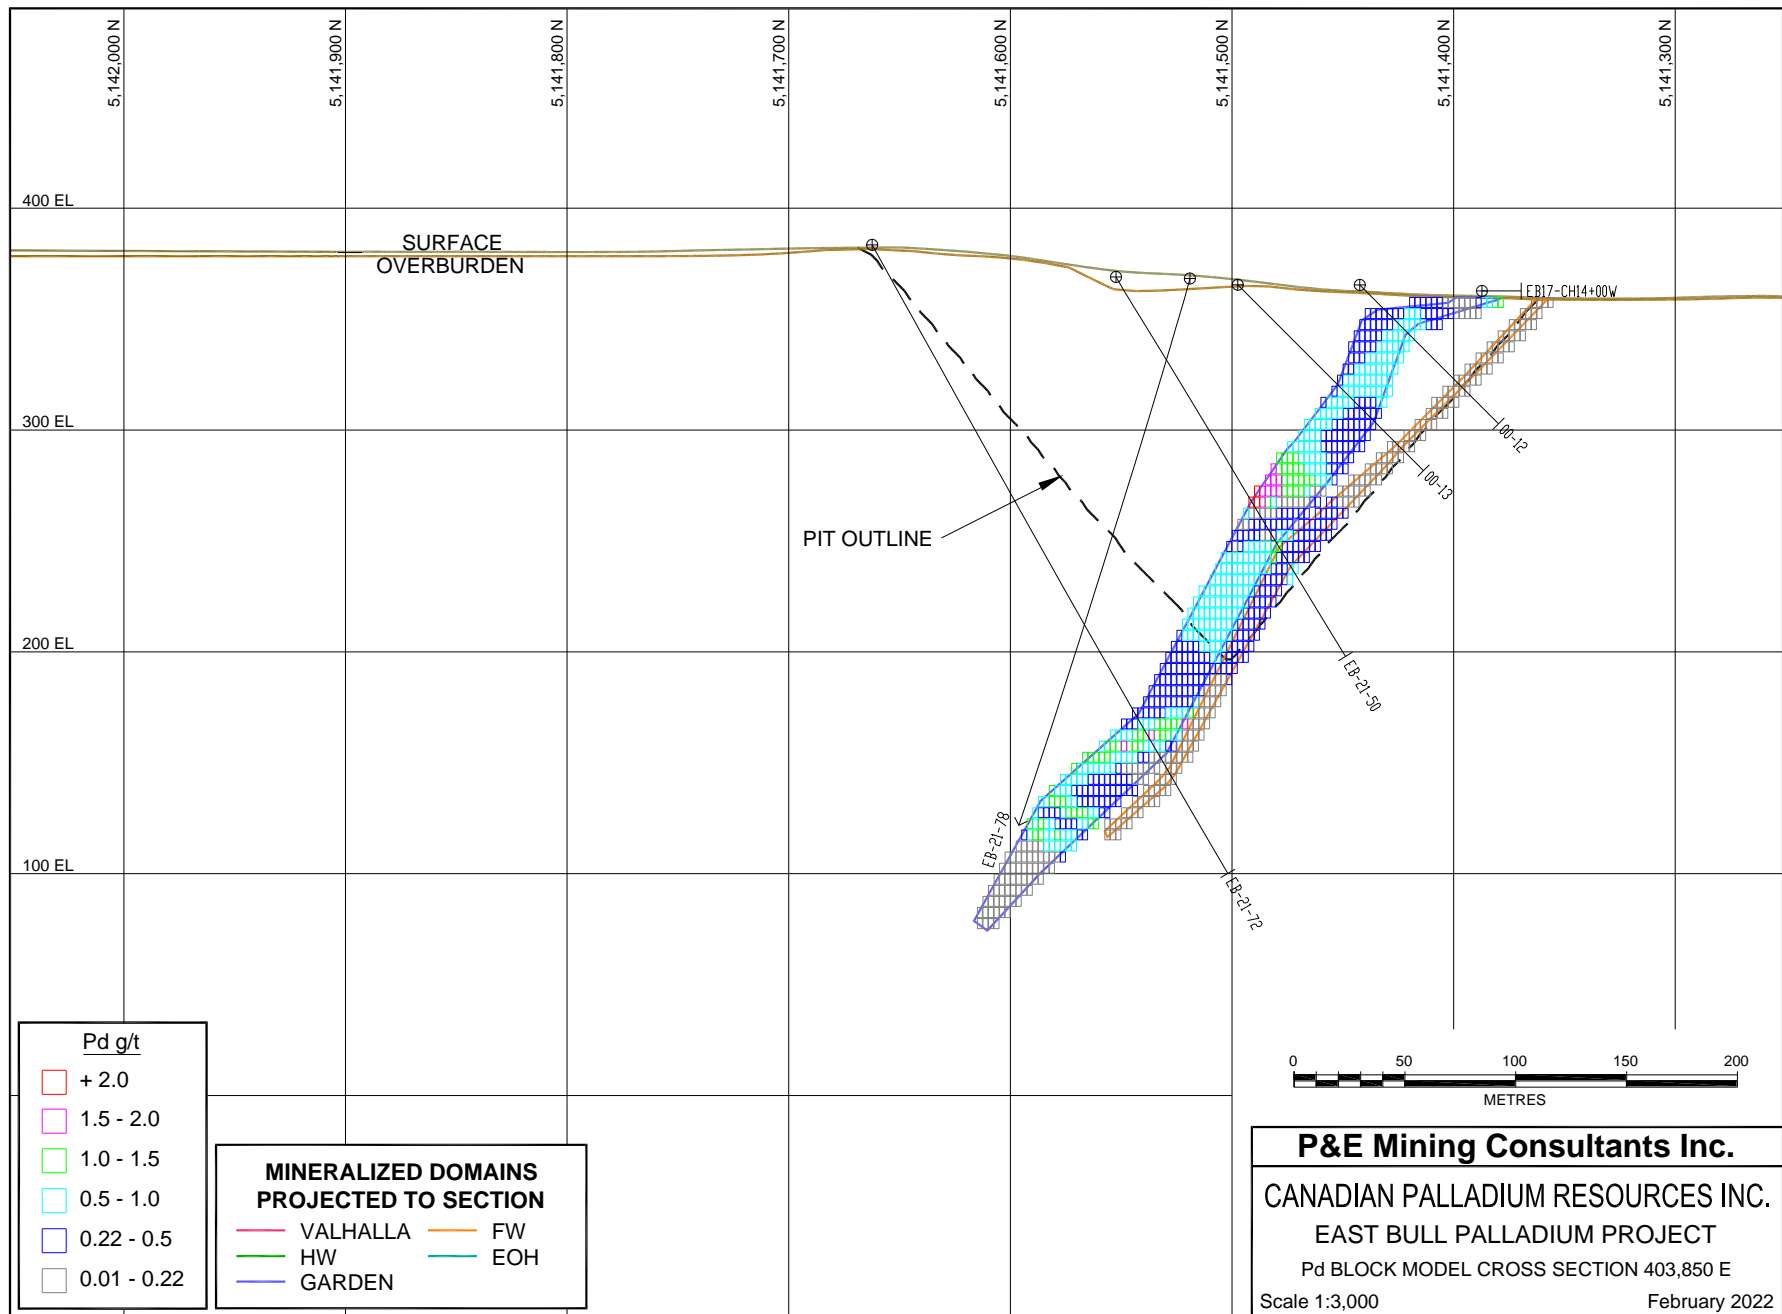 5,142,000 N
5,141,900 N
5,141,800 N
5,141,700 N
5,141,600 N
5,141,500 N
5,141,400 N
5,141,300 N
400 EL
SURFACE
OVERBURDEN
EB17-CH14+00W
300 EL
00-12
00-13
PIT OUTLINE
200 EL
EB-21-50
EB-21-78
100 EL
EB-21-72
Pd g/t
+ 2.0
1.5 - 2.0
1.0 - 1.5
0.5 - 1.0
0.22 - 0.5
0.01 - 0.22
MINERALIZED DOMAINS
PROJECTED TO SECTION
VALHALLA
FW
HW
EOH
GARDEN
0 50 100 150 200
METRES
P&E Mining Consultants Inc.
CANADIAN PALLADIUM RESOURCES INC.
EAST BULL PALLADIUM PROJECT
Pd BLOCK MODEL CROSS SECTION 403,850 E
Scale 1:3,000 February 2022